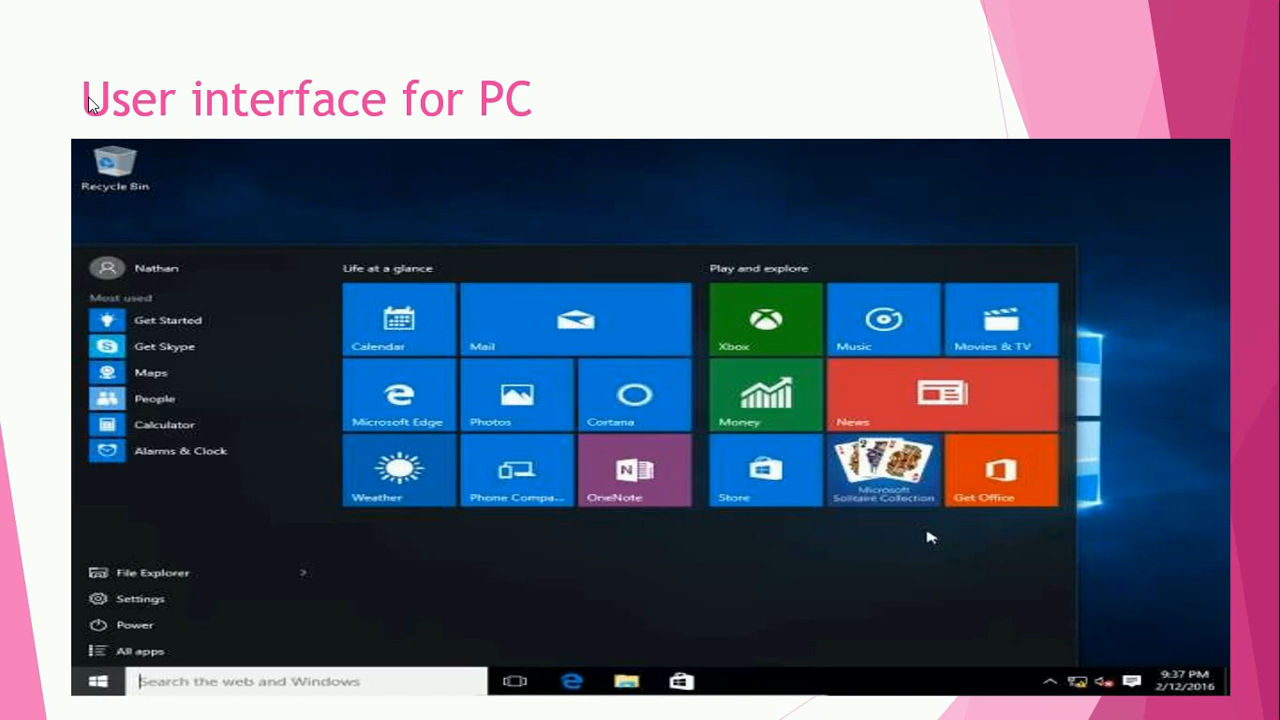 User interface for PC
Recycle Bin
Nathan
Most used
Get Started
Get Skype
Maps
People
Calculator
Alarms & Clock
File Explorer
Settings
Power
All apps
Life at a glance
Calendar
Mail
Microsoft Edge
Photos
Cortana
Weather
Phone Compa...
OneNote
Play and explore
Xbox
Music
Movies & TV
Money
News
Store
Microsoft
Solitaire Collection
Get Office
Search the web and Windows
9:37 PM
2/12/2016